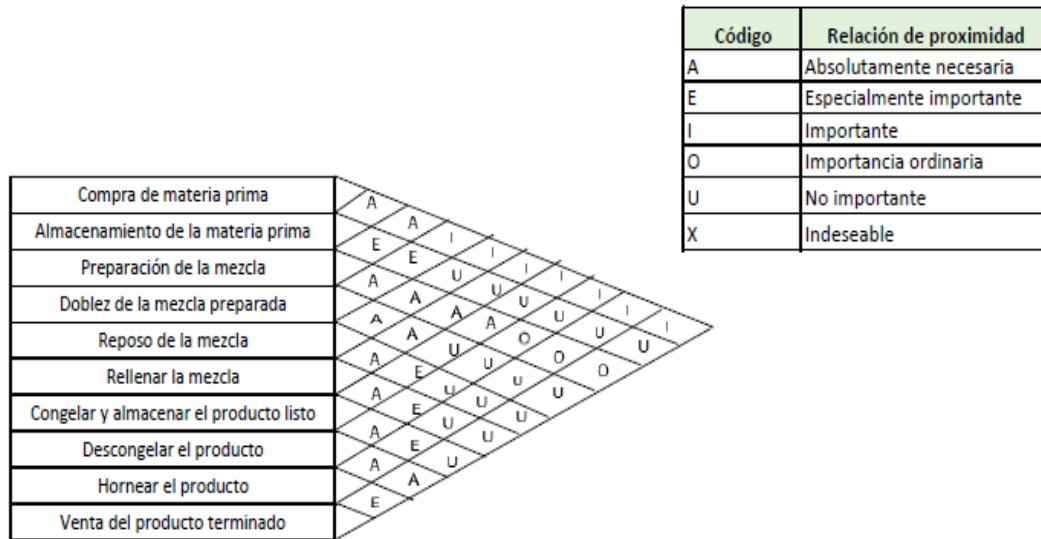 Código Relación de proximidad
A Absolutamente necesaria
E Especialmente importante
I Importante
O Importancia ordinaria
U No importante
X Indeseable
Compra de materia prima
Almacenamiento de la materia prima
Preparación de la mezcla
Doblez de la mezcla preparada
Reposo de la mezcla
Rellenar la mezcla
Congelar y almacenar el producto listo
Descongelar el producto
Hornear el producto
Venta del producto terminado
A A I I I I I I
E E U U U U U U
A A A A O O O
A A U U U U
A E U U U
A E U U
A E U
A A
E